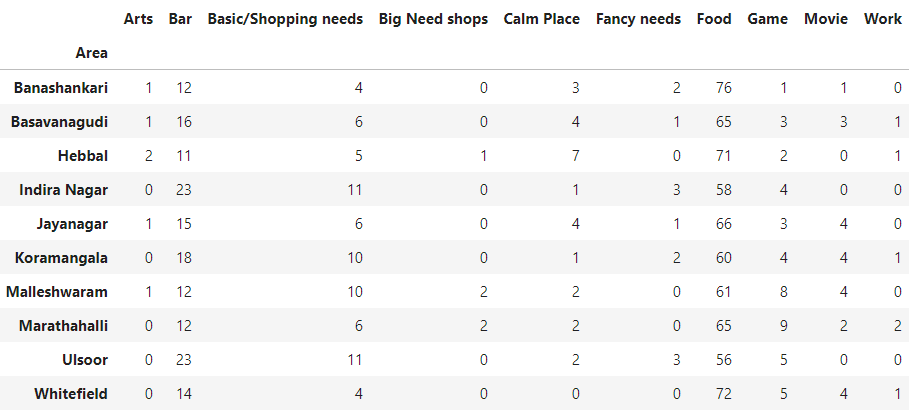 Arts Bar Basic/Shopping needs Big Need shops Calm Place Fancy needs Food Game Movie Work
Area
Banashankari 1 12 4 0 3 2 76 1 1 0
Basavanagudi 1 16 6 0 4 1 65 3 3 1
Hebbal 2 11 5 1 7 0 71 2 0 1
Indira Nagar 0 23 11 0 1 3 58 4 0 0
Jayanagar 1 15 6 0 4 1 66 3 4 0
Koramangala 0 18 10 0 1 2 60 4 4 1
Malleshwaram 1 12 10 2 2 0 61 8 4 0
Marathahalli 0 12 6 2 2 0 65 9 2 2
Ulsoor 0 23 11 0 2 3 56 5 0 0
Whitefield 0 14 4 0 0 0 72 5 4 1